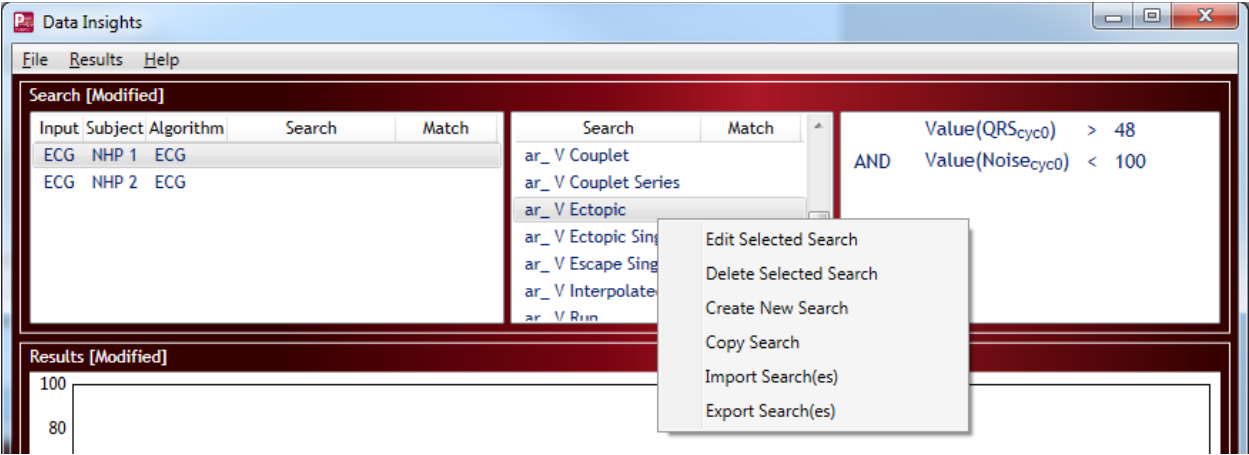 Data Insights
File Results Help
Search [Modified]
Input Subject Algorithm Search Match
ECG NHP 1 ECG
ECG NHP 2 ECG
Search Match
ar_ V Couplet
ar_ V Couplet Series
ar_ V Ectopic
ar_ V Ectopic Sing
ar_ V Escape Sing
ar_ V Interpolate
ar_ V Run
Value(QRScyc0) > 48
AND Value(Noisecyc0) < 100
Edit Selected Search
Delete Selected Search
Create New Search
Copy Search
Import Search(es)
Export Search(es)
Results [Modified]
100
80